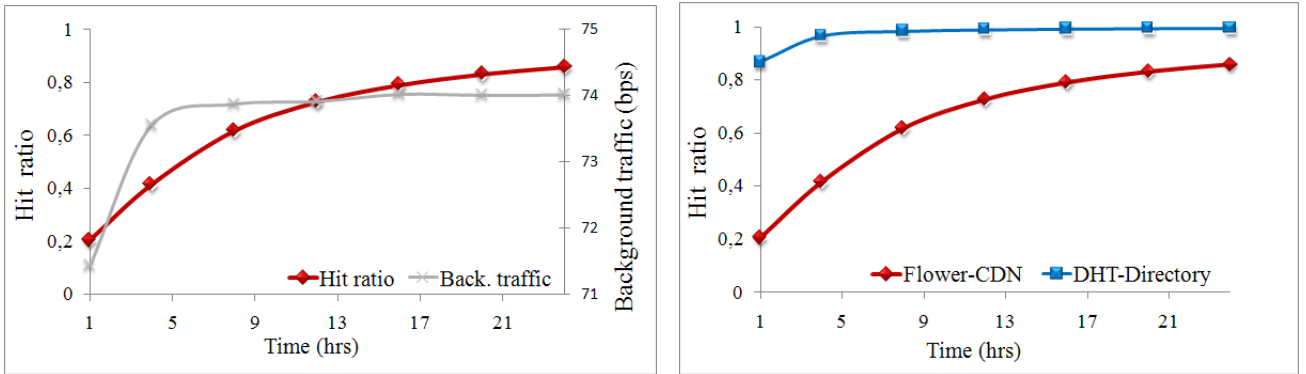 1
0,8
0,6
0,4
0,2
0
Hit ratio
75
74
73
72
71
Background traffic (bps)
Hit ratio
Back. traffic
1 5 9 13 17 21
Time (hrs)
1
0,8
0,6
0,4
0,2
0
Hit ratio
Flower-CDN
DHT-Directory
1 5 9 13 17 21
Time (hrs)